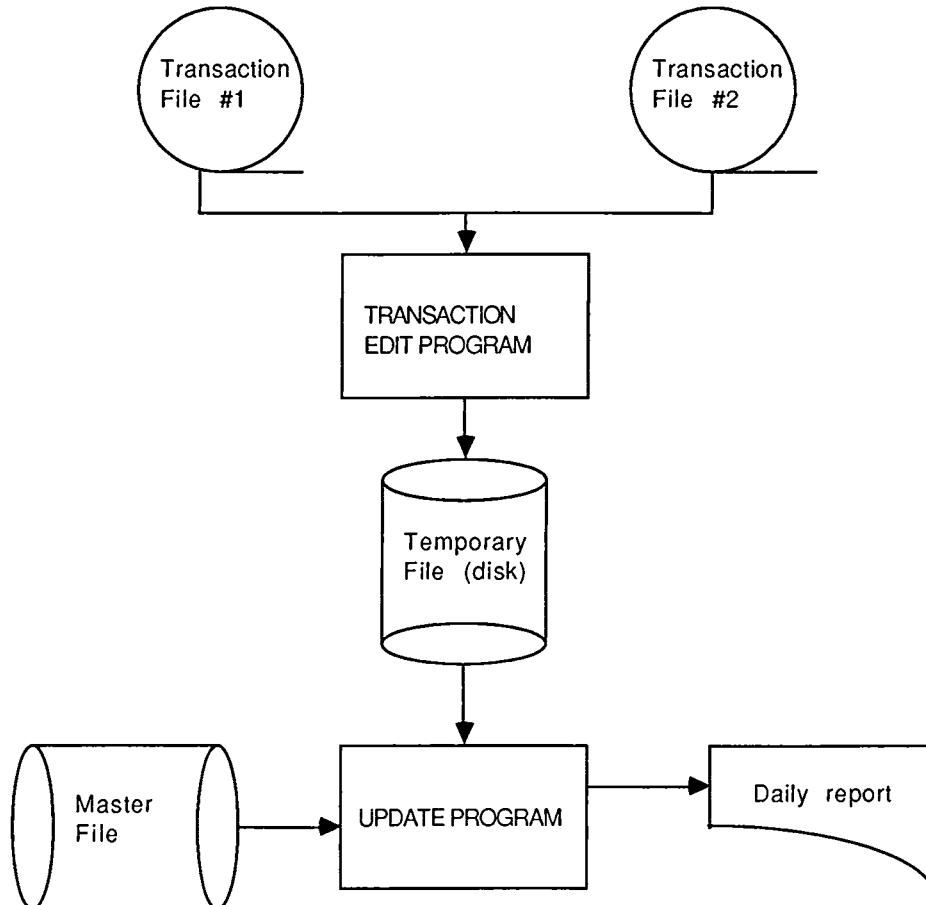 Transaction
File #1
Transaction
File #2
TRANSACTION
EDIT PROGRAM
Temporary
File (disk)
Master
File
UPDATE PROGRAM
Daily report